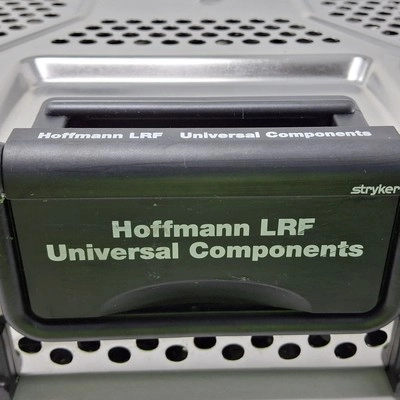 Hoffmann LRF Universal Components
stryker
Hoffmann LRF
Universal Components